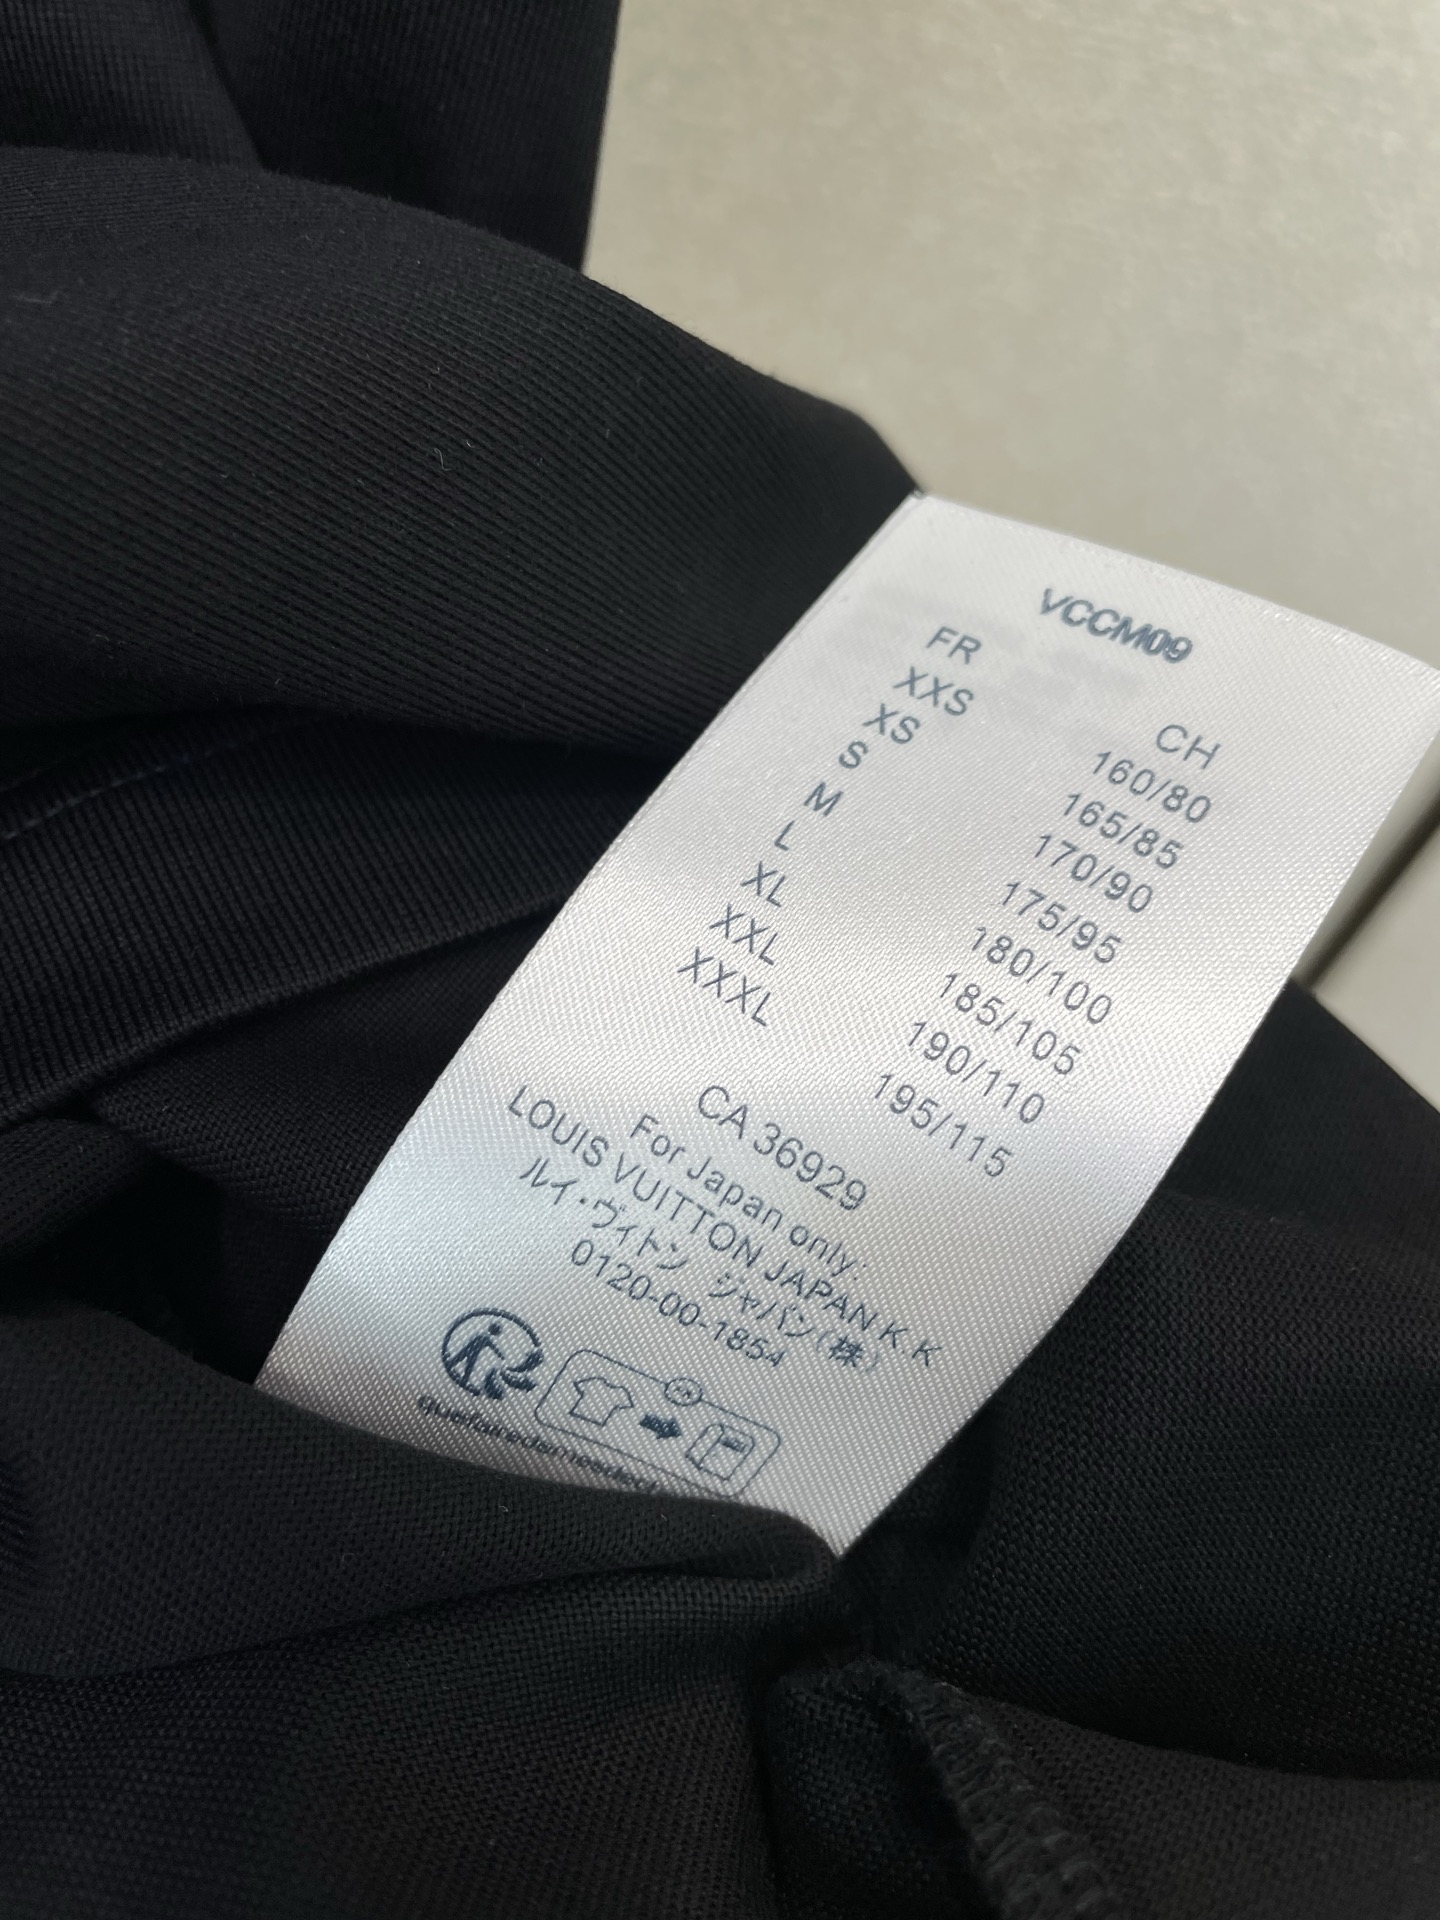 VCCM09
FR CH
XXS 160/80
XS 165/85
S 170/90
M 175/95
L 180/100
XL 185/105
XXL 190/110
XXXL 195/115
CA 36929
For Japan only:
LOUIS VUITTON JAPAN K.K
ルイ・ヴィトン ジャパン(株)
0120-00-1854